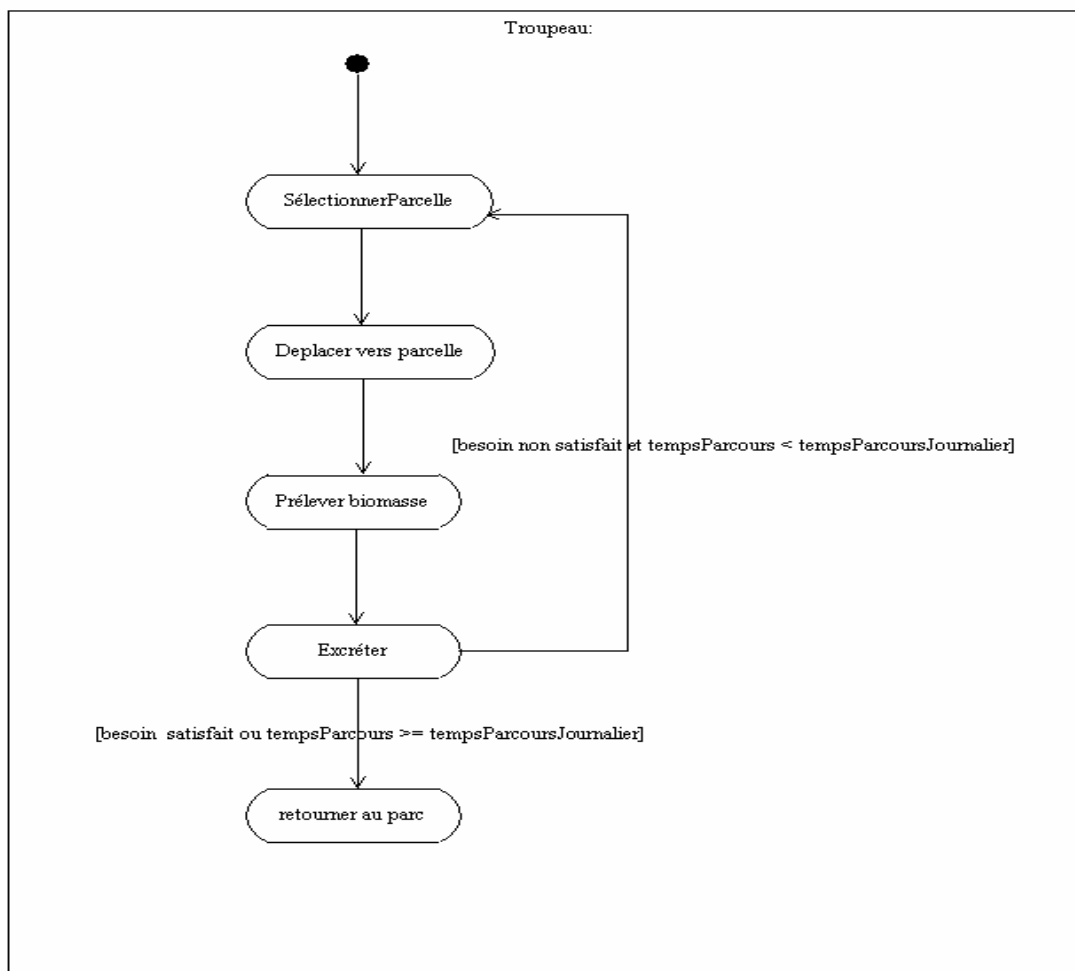 Troupeau:
SélectionnerParcelle
Deplacer vers parcelle
[besoin non satisfait et tempsParcours < tempsParcoursJournalier]
Prélever biomasse
Excréter
[besoin  satisfait ou tempsParcours >= tempsParcoursJournalier]
retourner au parc